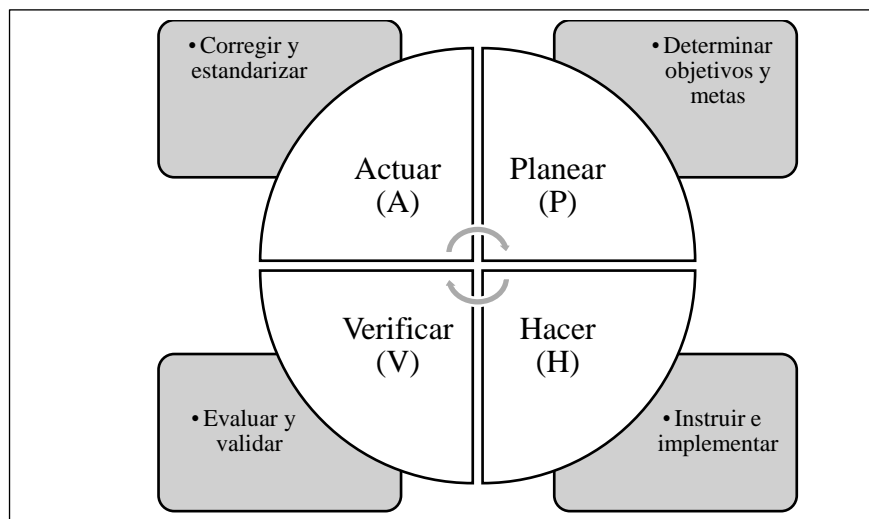 • Corregir y
estandarizar
• Determinar
objetivos y
metas
Actuar
(A)
Planear
(P)
Verificar
(V)
Hacer
(H)
• Evaluar y
validar
• Instruir e
implementar